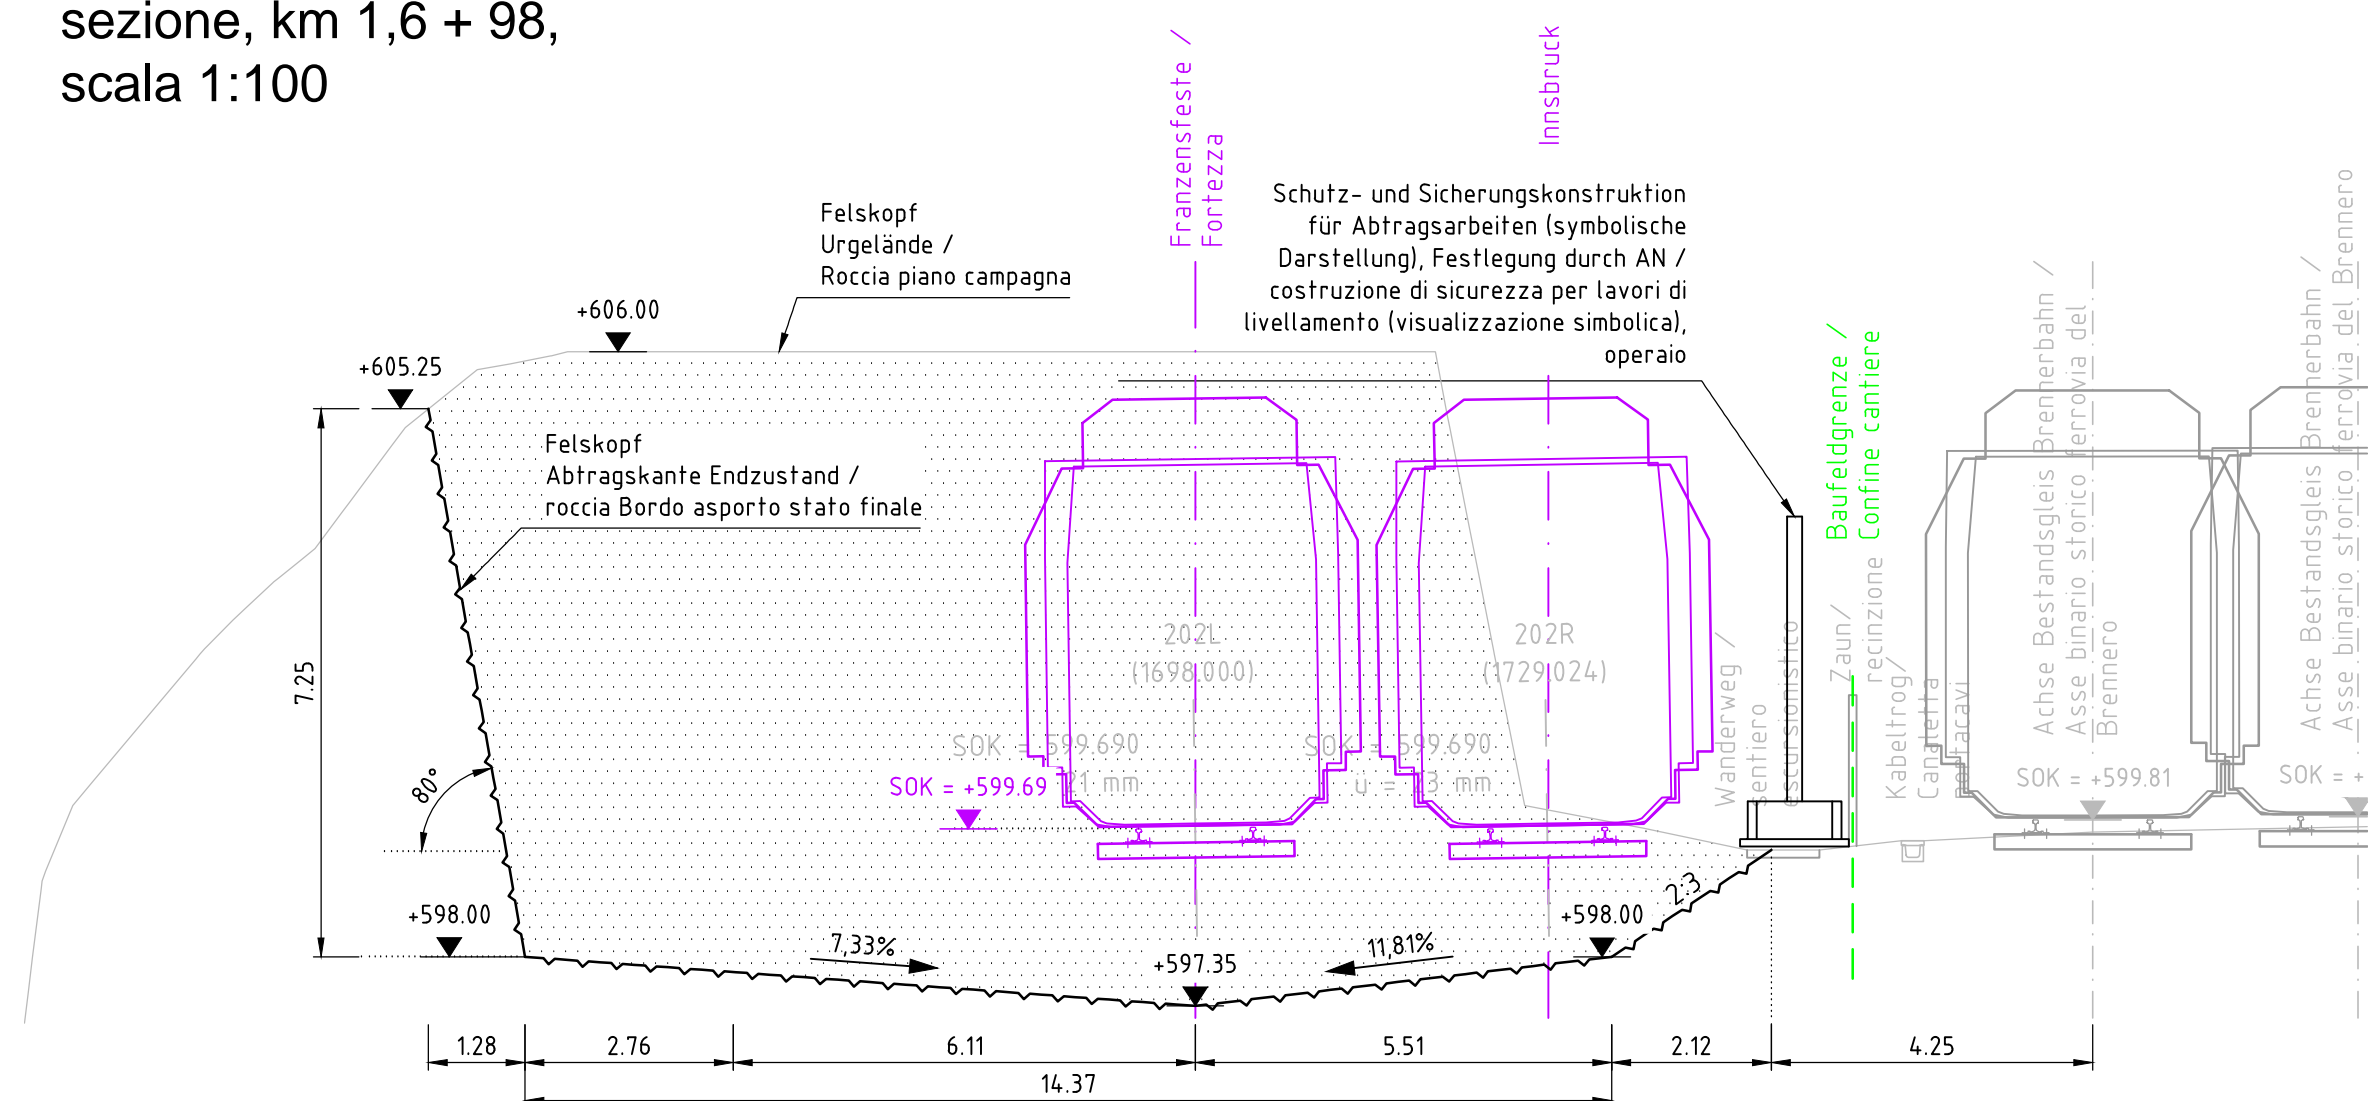 sezione, km 1,6 + 98,
scala 1:100
Franzensfeste /
Fortezza
Innsbruck
Schutz- und Sicherungskonstruktion
für Abtragsarbeiten (symbolische
Darstellung), Festlegung durch AN /
costruzione di sicurezza per lavori di
livellamento (visualizzazione simbolica),
operaio
Felskopf
Urgelände /
Roccia piano campagna
+606.00
+605.25
Felskopf
Abtragskante Endzustand /
roccia Bordo asporto stato finale
7.25
80°
+598.00
7,33%
+597.35
11,81%
+598.00
2:3
202L
(1698.000)
SOK = 599.690
21 mm
SOK = +599.69
202R
(1729.024)
SOK = 599.690
Wanderweg /
sentiero
escursionistico
Baufeldgrenze /
Confine cantiere
Zaun/
recinzione
Kabeltrog/
Canaletta
portacavi
Achse Bestandsgleis Brennerbahn /
Asse binario storico ferrovia del
Brennero
SOK = +599.81
Achse Bestandsgleis Brennerbahn /
Asse binario storico ferrovia del Brennero
SOK = +
1.28
2.76
6.11
5.51
2.12
4.25
14.37